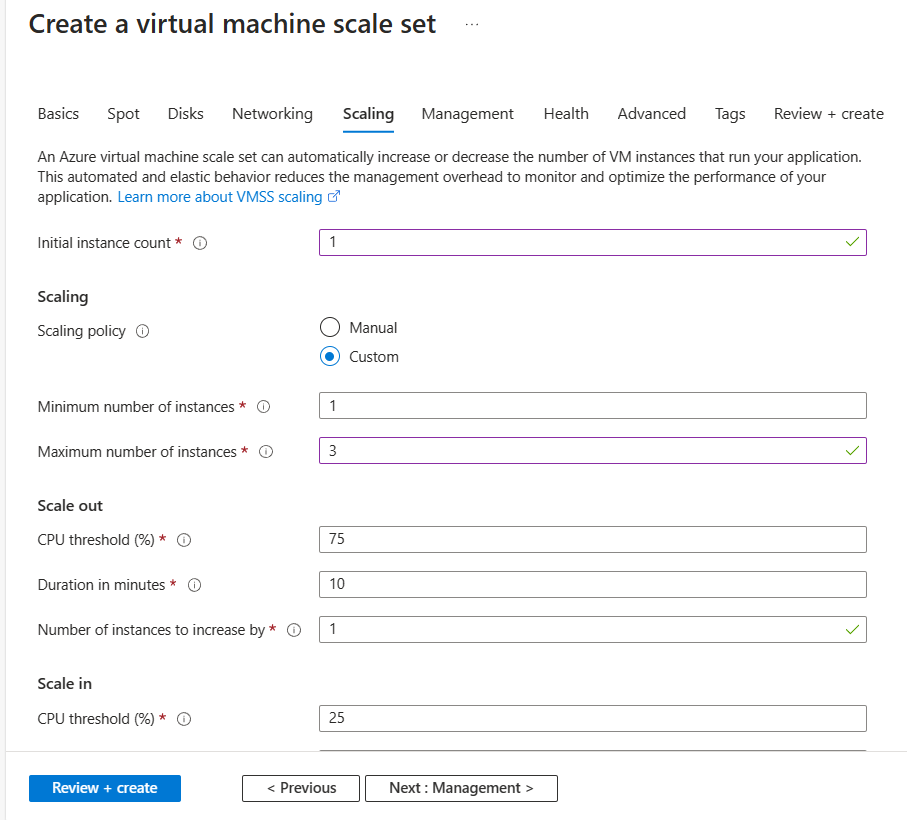 Create a virtual machine scale set ...
Basics Spot Disks Networking Scaling Management Health Advanced Tags Review + create
An Azure virtual machine scale set can automatically increase or decrease the number of VM instances that run your application.
This automated and elastic behavior reduces the management overhead to monitor and optimize the performance of your
application. Learn more about VMSS scaling
Initial instance count * 1
Scaling
Scaling policy Manual
Custom
Minimum number of instances * 1
Maximum number of instances * 3
Scale out
CPU threshold (%) * 75
Duration in minutes * 10
Number of instances to increase by * 1
Scale in
CPU threshold (%) * 25
Review + create < Previous Next : Management >